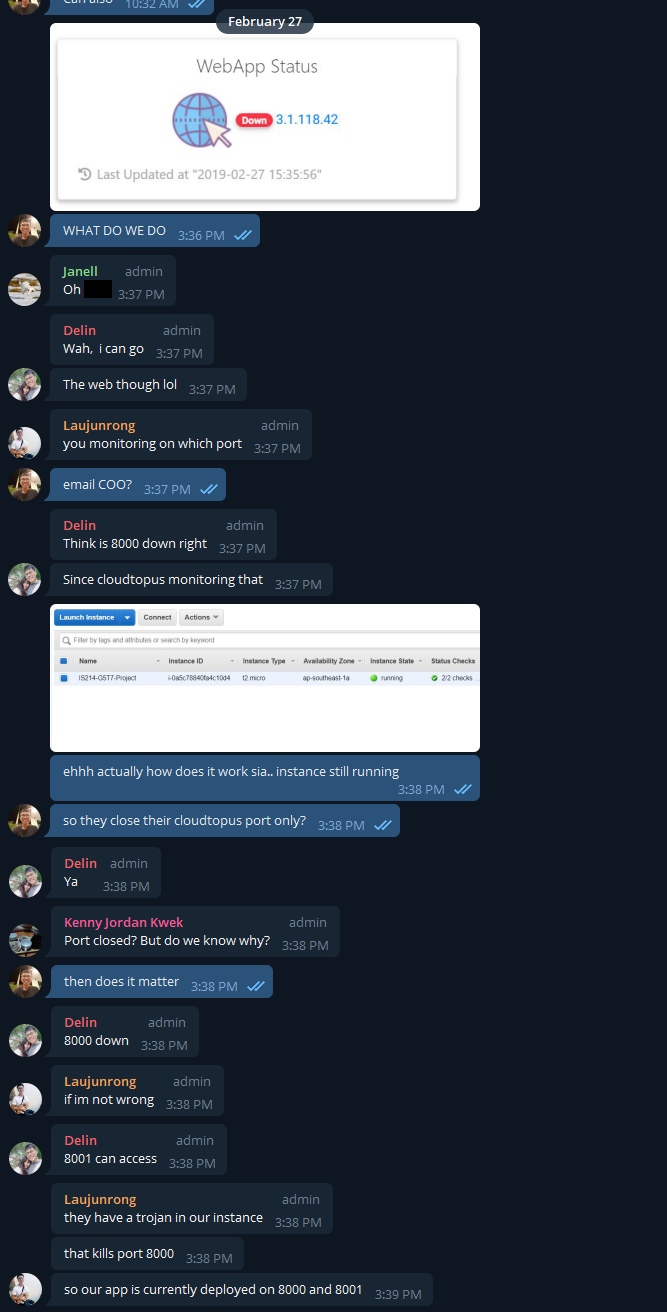 Can also 10:32 AM
February 27
WebApp Status
Down 3.1.118.42
Last Updated at "2019-02-27 15:35:56"
WHAT DO WE DO 3:36 PM
Janell admin
Oh 3:37 PM
Delin admin
Wah, i can go 3:37 PM
The web though lol 3:37 PM
Laujunrong admin
you monitoring on which port 3:37 PM
email COO? 3:37 PM
Delin admin
Think is 8000 down right 3:37 PM
Since cloudtopus monitoring that 3:37 PM
Launch Instance Connect Actions
Filter by tags and attributes or search by keyword
Name Instance ID Instance Type Availability Zone Instance State Status Checks
IS214-G5T7-Project i-0a5c78840fa4c10d4 t2.micro ap-southeast-1a running 2/2 checks ...
ehhh actually how does it work sia.. instance still running
3:38 PM
so they close their cloudtopus port only? 3:38 PM
Delin admin
Ya 3:38 PM
Kenny Jordan Kwek admin
Port closed? But do we know why? 3:38 PM
then does it matter 3:38 PM
Delin admin
8000 down 3:38 PM
Laujunrong admin
if im not wrong 3:38 PM
Delin admin
8001 can access 3:38 PM
Laujunrong admin
they have a trojan in our instance 3:38 PM
that kills port 8000 3:38 PM
so our app is currently deployed on 8000 and 8001 3:39 PM